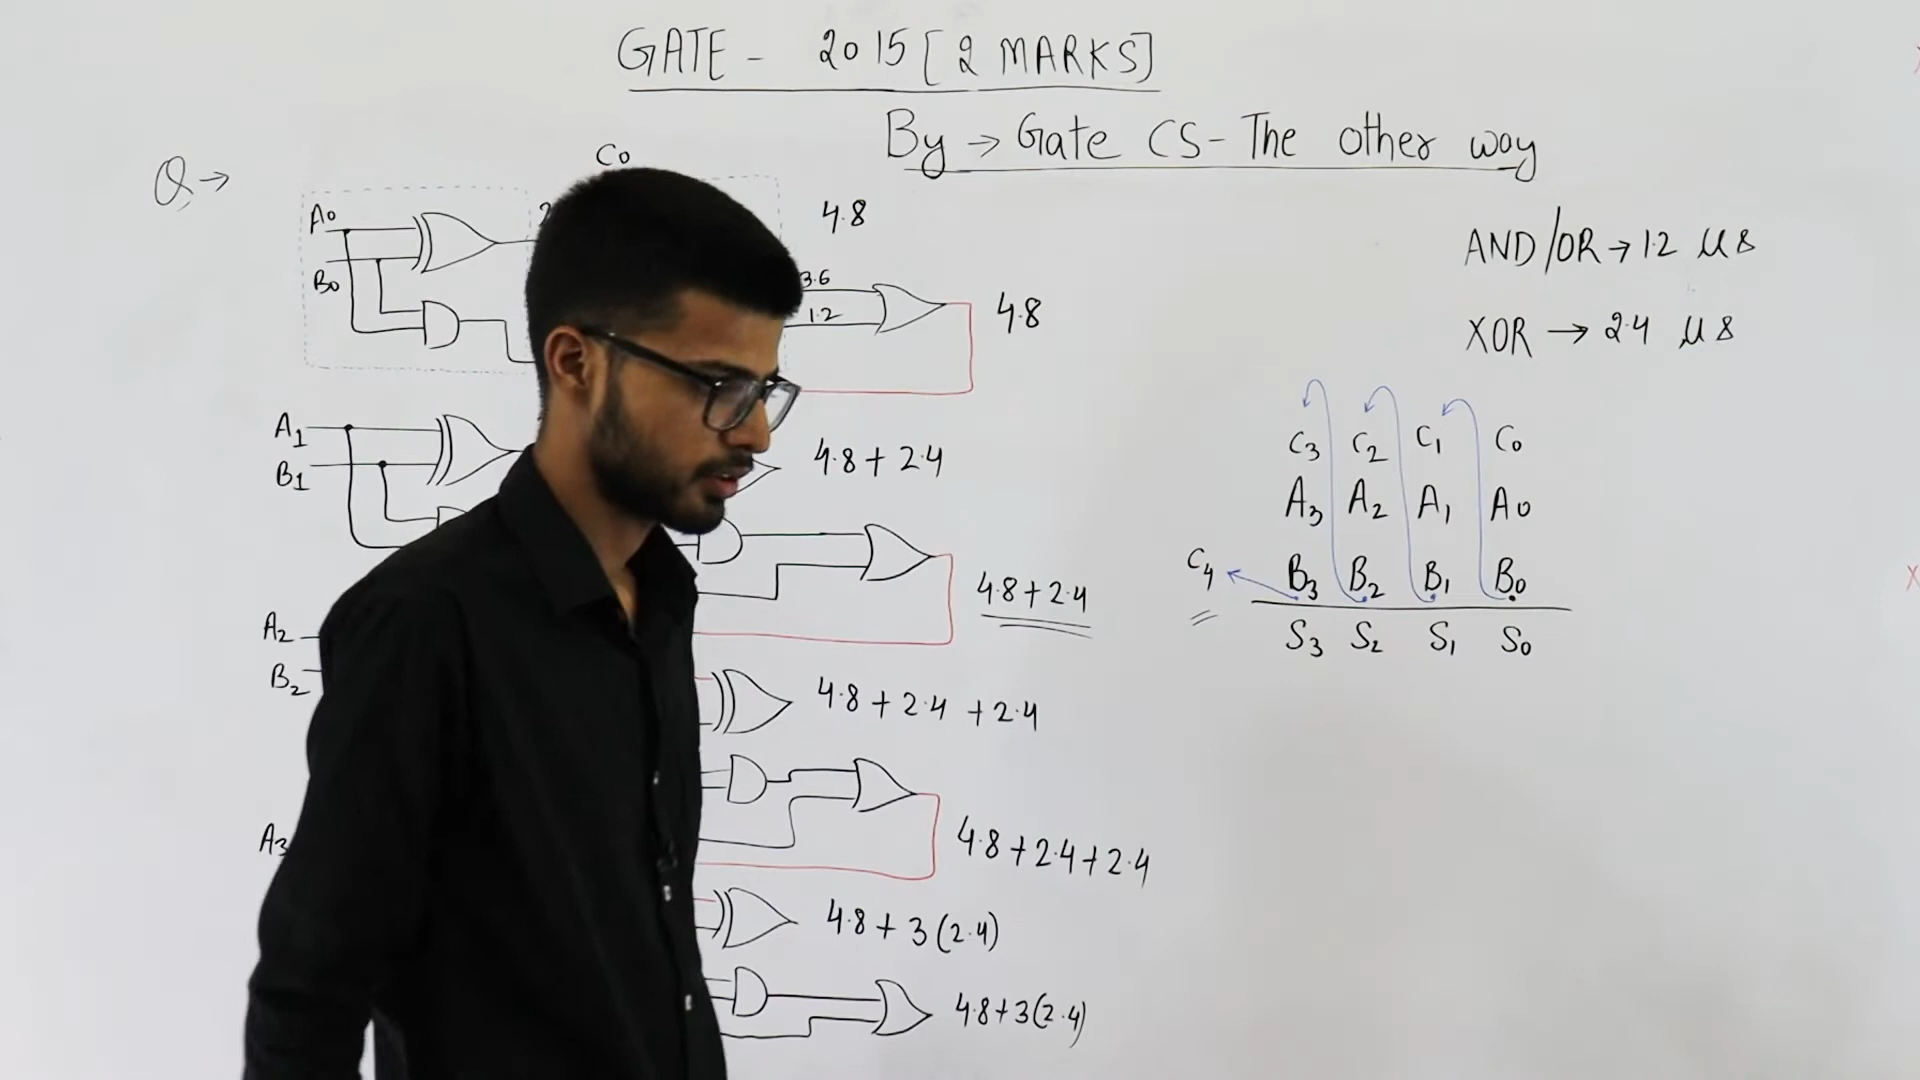 GATE - 2015 [2 MARKS]
By → Gate CS - The other way
Q →
C0
A0
B0
4.8
3.6
1.2
4.8
AND/OR → 1.2 μs
XOR → 2.4 μs
A1
B1
4.8 + 2.4
4.8 + 2.4
C3 C2 C1 C0
A3 A2 A1 A0
C4 B3 B2 B1 B0
S3 S2 S1 S0
A2
B2
4.8 + 2.4 + 2.4
4.8 + 2.4 + 2.4
A3
4.8 + 3(2.4)
4.8 + 3(2.4)